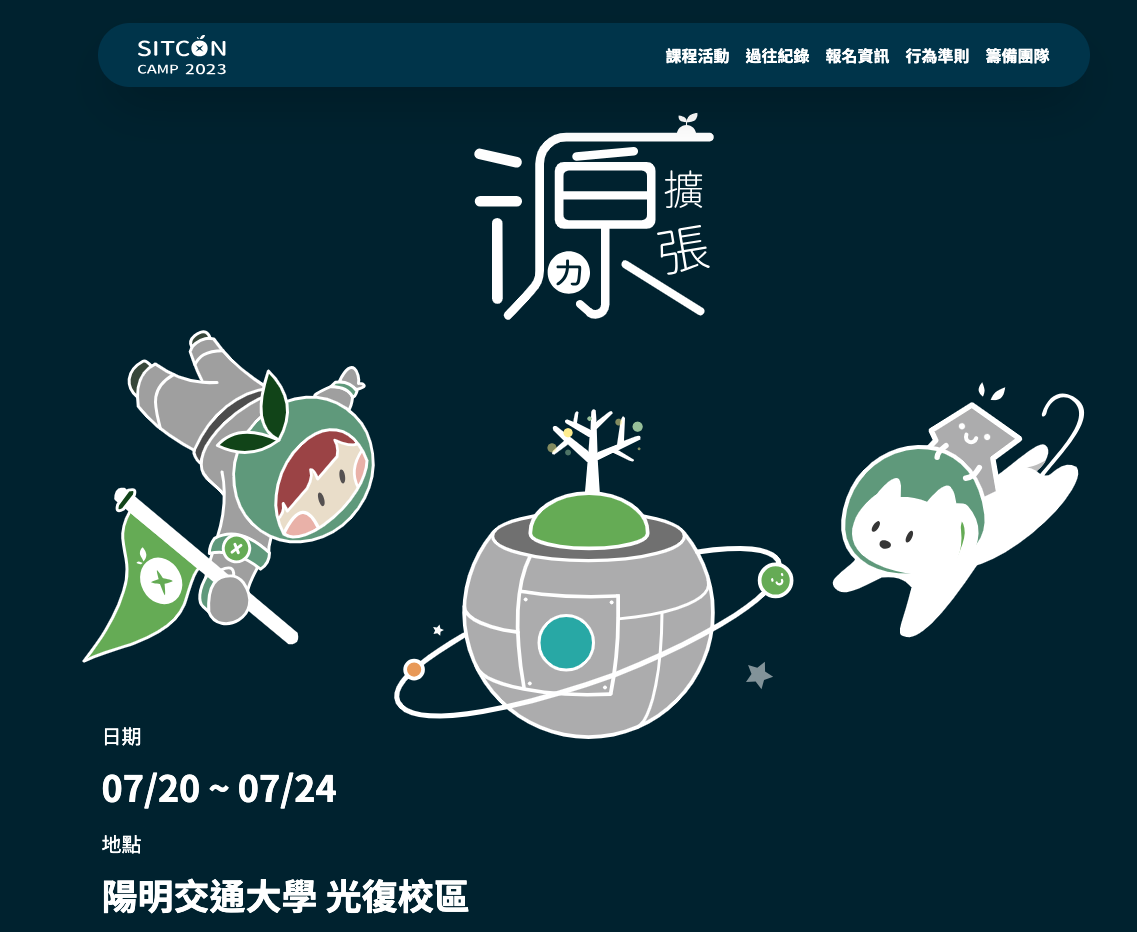 SITCON
CAMP 2023
課程活動 過往紀錄 報名資訊 行為準則 籌備團隊
源
力
擴
張
日期
07/20 ~ 07/24
地點
陽明交通大學 光復校區